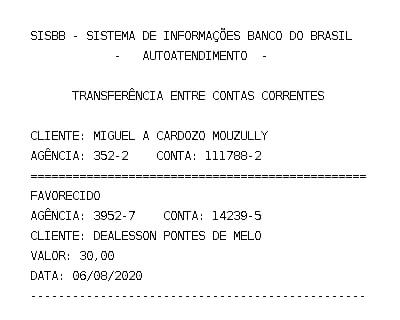 SISBB - SISTEMA DE INFORMAÇÕES BANCO DO BRASIL
- AUTOATENDIMENTO -
TRANSFERÊNCIA ENTRE CONTAS CORRENTES
CLIENTE: MIGUEL A CARDOZO MOUZULLY
AGÊNCIA: 352-2 CONTA: 111788-2
================================================
FAVORECIDO
AGÊNCIA: 3952-7 CONTA: 14239-5
CLIENTE: DEALESSON PONTES DE MELO
VALOR: 30,00
DATA: 06/08/2020
------------------------------------------------